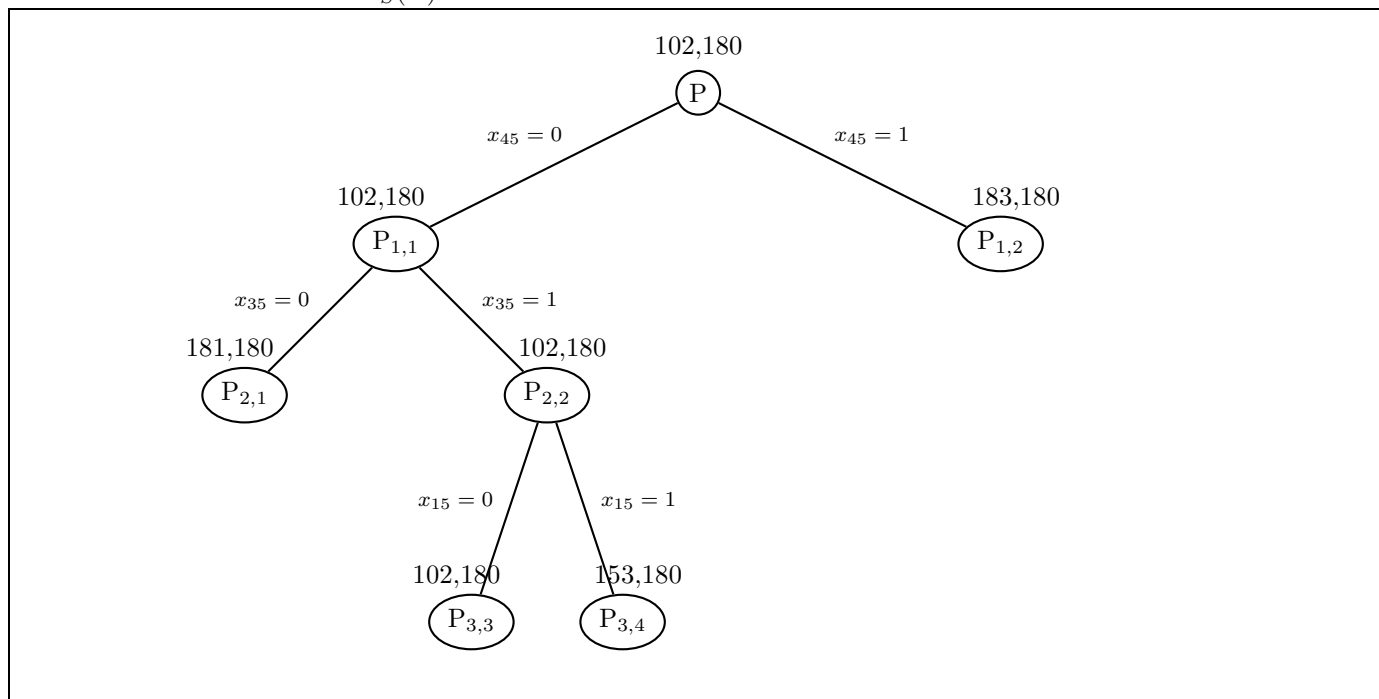 S(
102,180
P
x₄₅ = 0
x₄₅ = 1
102,180
183,180
P₁,₁
P₁,₂
x₃₅ = 0
x₃₅ = 1
181,180
102,180
P₂,₁
P₂,₂
x₁₅ = 0
x₁₅ = 1
102,180
153,180
P₃,₃
P₃,₄